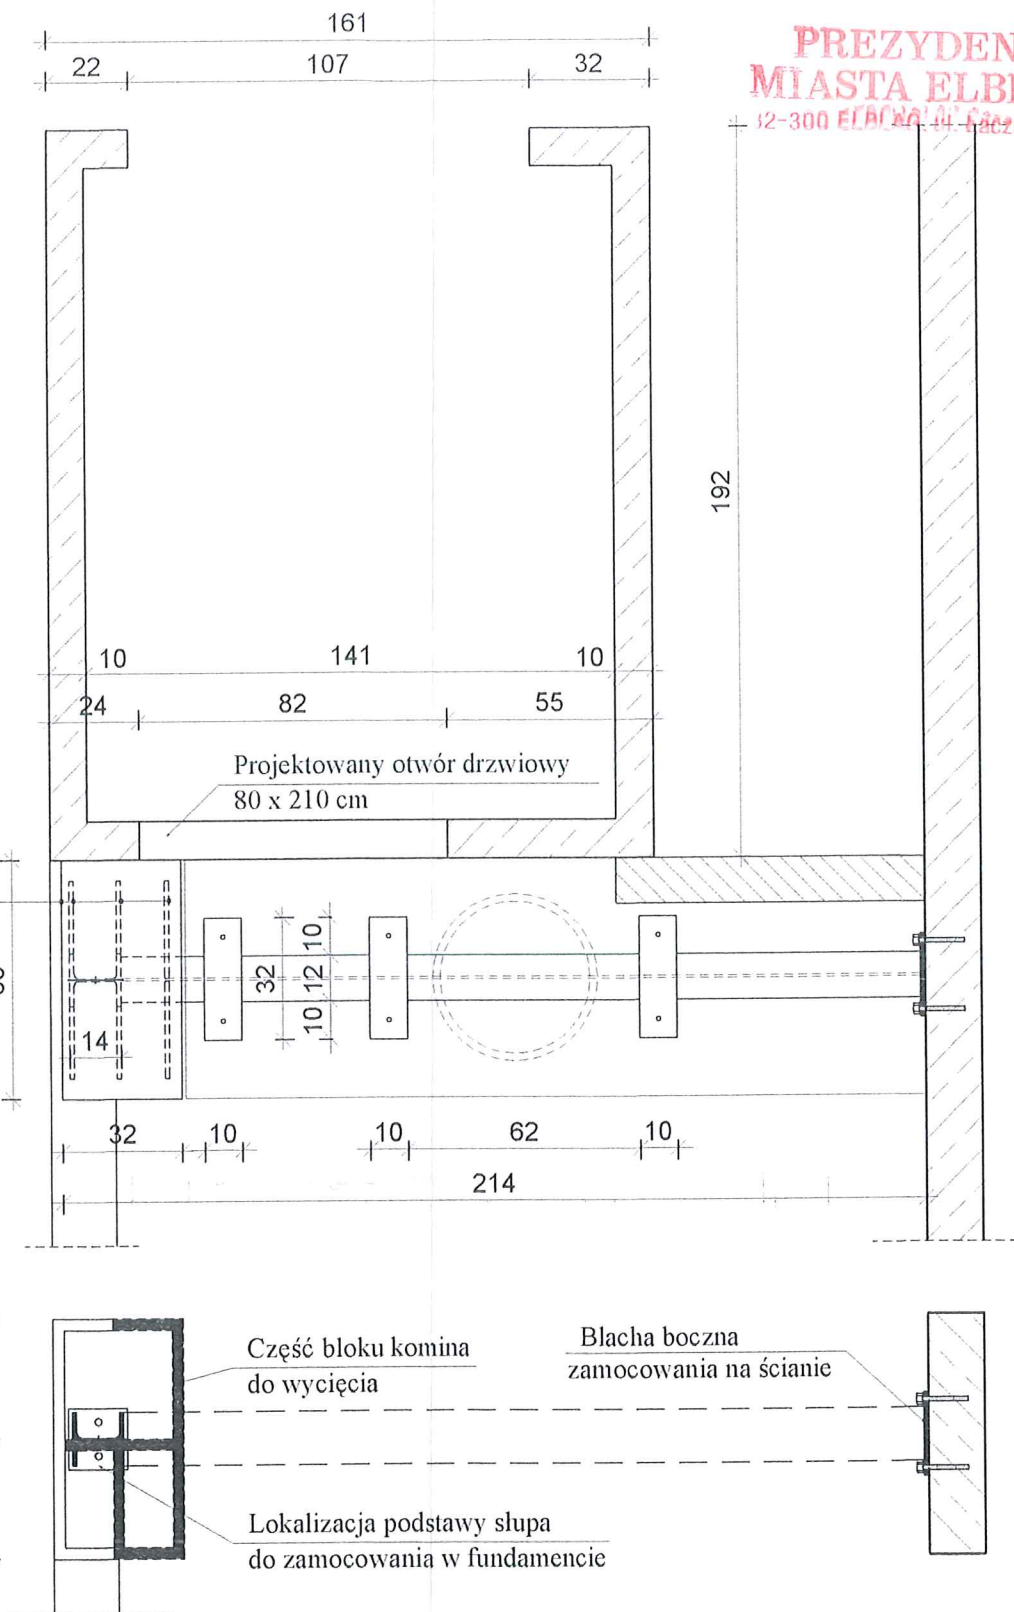 161
22
107
32
PREZYDEN
MIASTA ELB
192
10
141
10
24
82
55
Projektowany otwór drzwiowy
80 x 210 cm
10
32
12
10
14
32
10
10
62
10
214
Część bloku komina
do wycięcia
Blacha boczna
zamocowania na ścianie
Lokalizacja podstawy słupa
do zamocowania w fundamencie